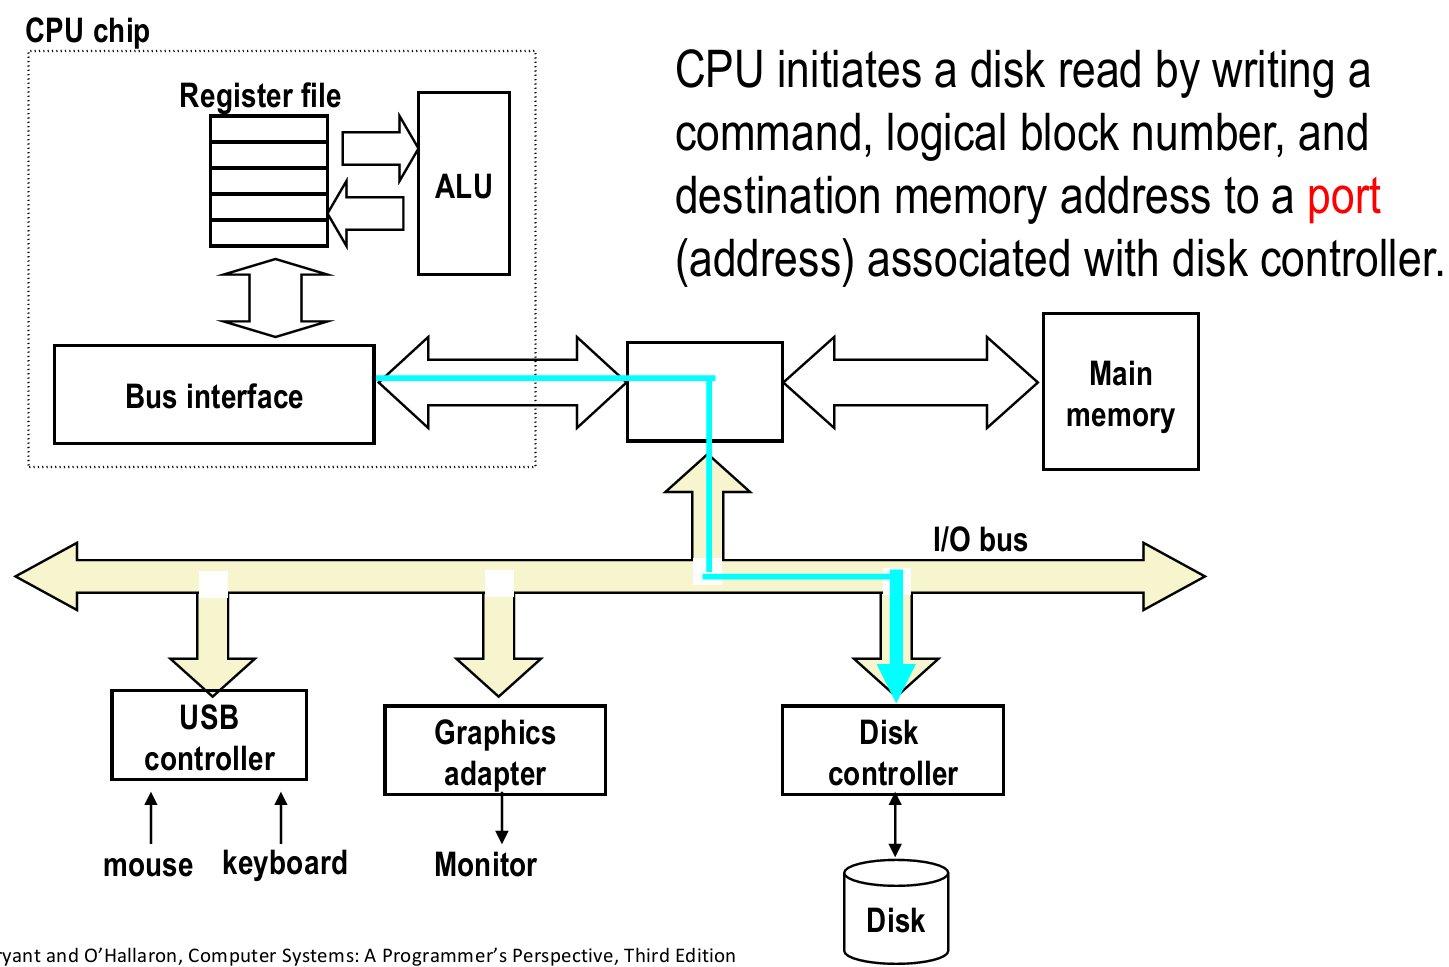 CPU chip
CPU initiates a disk read by writing a
command, logical block number, and
destination memory address to a port
(address) associated with disk controller.
Register file
ALU
Bus interface
Main
memory
I/O bus
USB
controller
Graphics
adapter
Disk
controller
mouse
keyboard
Monitor
Disk
ryant and O’Hallaron, Computer Systems: A Programmer’s Perspective, Third Edition